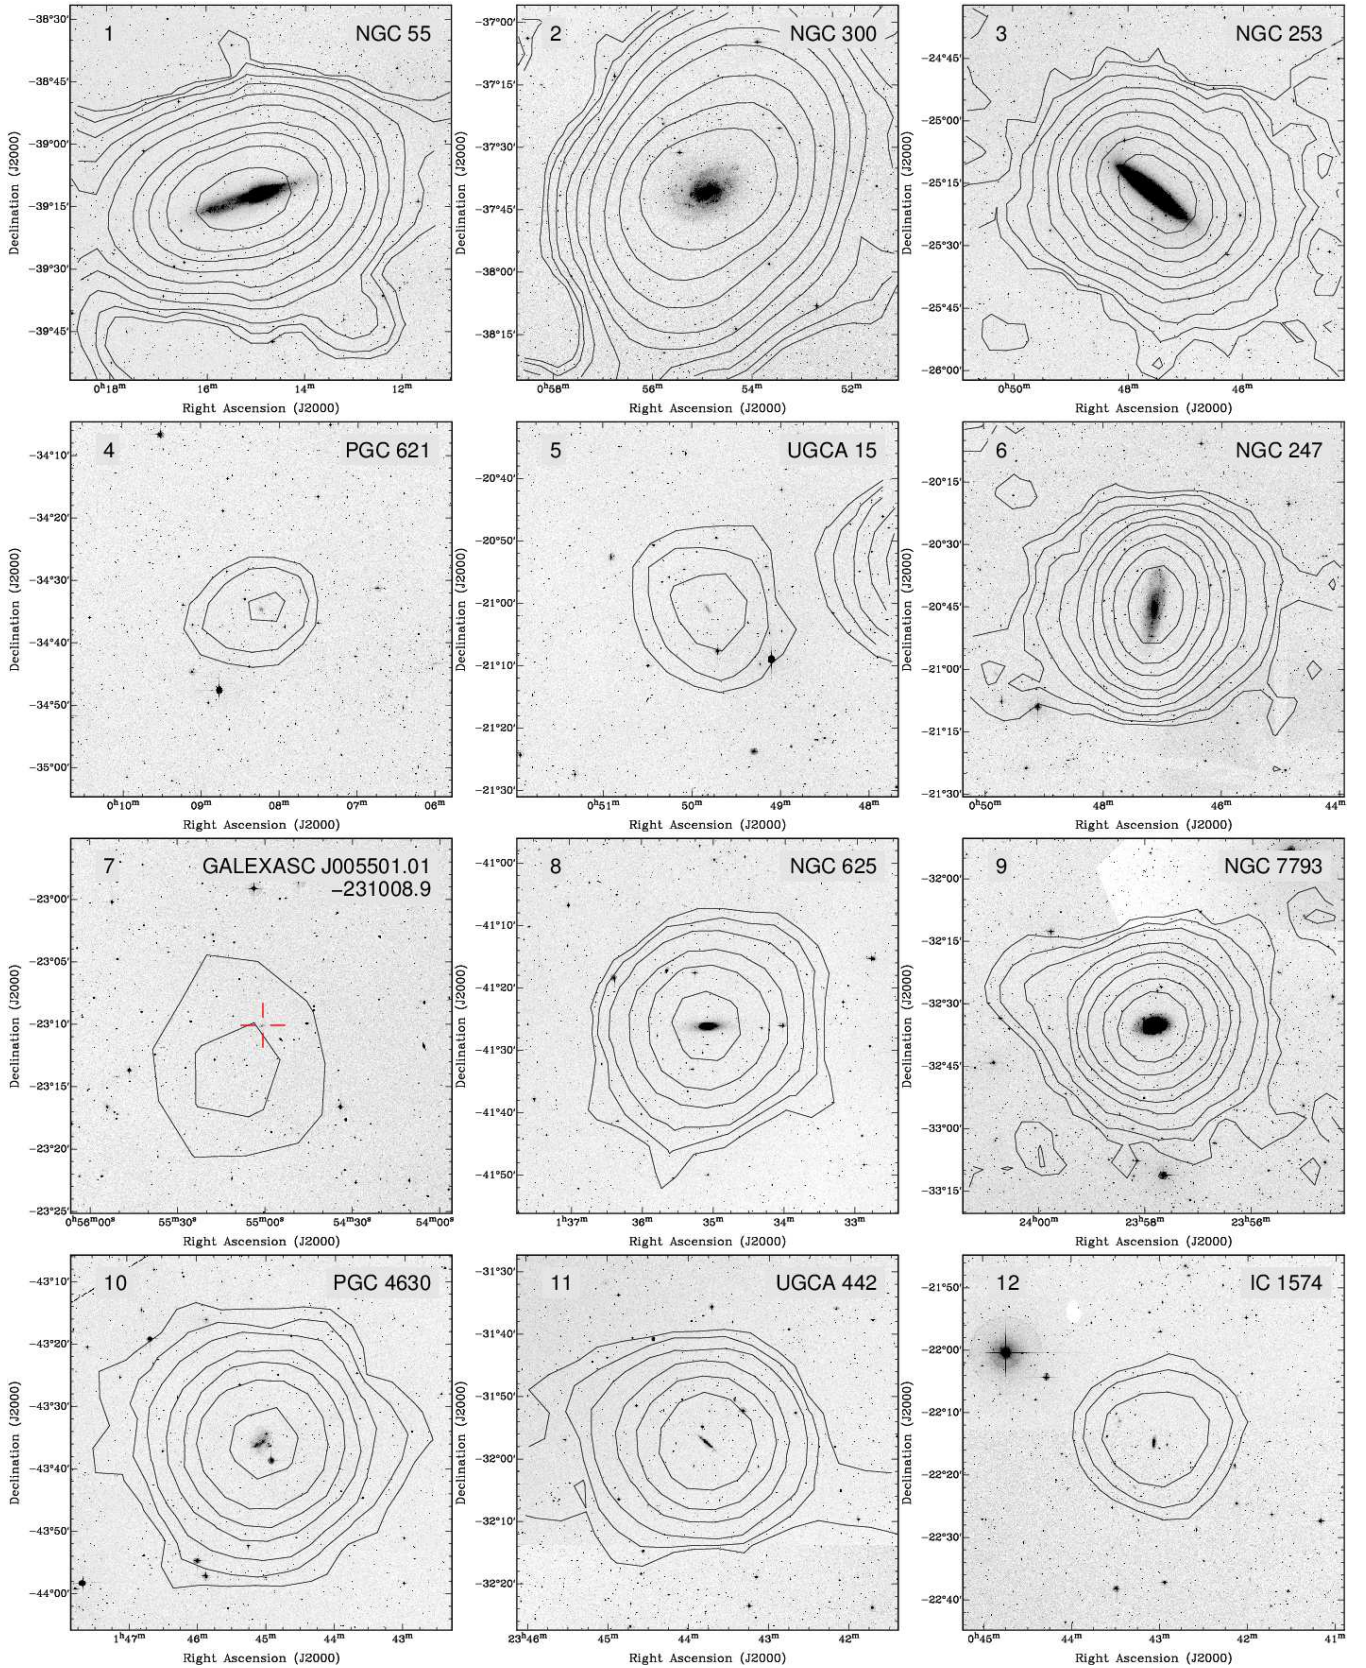 1
NGC 55
−38°30′
−38°45′
−39°00′
−39°15′
−39°30′
−39°45′
Declination (J2000)
0ʰ18ᵐ 16ᵐ 14ᵐ 12ᵐ
Right Ascension (J2000)
2
NGC 300
−37°00′
−37°15′
−37°30′
−37°45′
−38°00′
−38°15′
Declination (J2000)
0ʰ58ᵐ 56ᵐ 54ᵐ 52ᵐ
Right Ascension (J2000)
3
NGC 253
−24°45′
−25°00′
−25°15′
−25°30′
−25°45′
−26°00′
Declination (J2000)
0ʰ50ᵐ 48ᵐ 46ᵐ
Right Ascension (J2000)
4
PGC 621
−34°10′
−34°20′
−34°30′
−34°40′
−34°50′
−35°00′
Declination (J2000)
0ʰ10ᵐ 09ᵐ 08ᵐ 07ᵐ 06ᵐ
Right Ascension (J2000)
5
UGCA 15
−20°40′
−20°50′
−21°00′
−21°10′
−21°20′
−21°30′
Declination (J2000)
0ʰ51ᵐ 50ᵐ 49ᵐ 48ᵐ
Right Ascension (J2000)
6
NGC 247
−20°15′
−20°30′
−20°45′
−21°00′
−21°15′
−21°30′
Declination (J2000)
0ʰ50ᵐ 48ᵐ 46ᵐ 44ᵐ
Right Ascension (J2000)
7
GALEXASC J005501.01
−231008.9
−23°00′
−23°05′
−23°10′
−23°15′
−23°20′
−23°25′
Declination (J2000)
0ʰ56ᵐ00ˢ 55ᵐ30ˢ 55ᵐ00ˢ 54ᵐ30ˢ 54ᵐ00ˢ
Right Ascension (J2000)
8
NGC 625
−41°00′
−41°10′
−41°20′
−41°30′
−41°40′
−41°50′
Declination (J2000)
1ʰ37ᵐ 36ᵐ 35ᵐ 34ᵐ 33ᵐ
Right Ascension (J2000)
9
NGC 7793
−32°00′
−32°15′
−32°30′
−32°45′
−33°00′
−33°15′
Declination (J2000)
24ʰ00ᵐ 23ʰ58ᵐ 23ʰ56ᵐ
Right Ascension (J2000)
10
PGC 4630
−43°10′
−43°20′
−43°30′
−43°40′
−43°50′
−44°00′
Declination (J2000)
1ʰ47ᵐ 46ᵐ 45ᵐ 44ᵐ 43ᵐ
Right Ascension (J2000)
11
UGCA 442
−31°30′
−31°40′
−31°50′
−32°00′
−32°10′
−32°20′
Declination (J2000)
23ʰ46ᵐ 45ᵐ 44ᵐ 43ᵐ 42ᵐ
Right Ascension (J2000)
12
IC 1574
−21°50′
−22°00′
−22°10′
−22°20′
−22°30′
−22°40′
Declination (J2000)
0ʰ45ᵐ 44ᵐ 43ᵐ 42ᵐ 41ᵐ
Right Ascension (J2000)